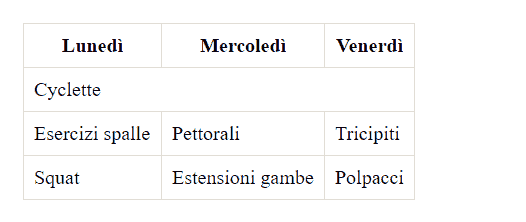 Lunedì Mercoledì Venerdì
Cyclette
Esercizi spalle Pettorali Tricipiti
Squat Estensioni gambe Polpacci